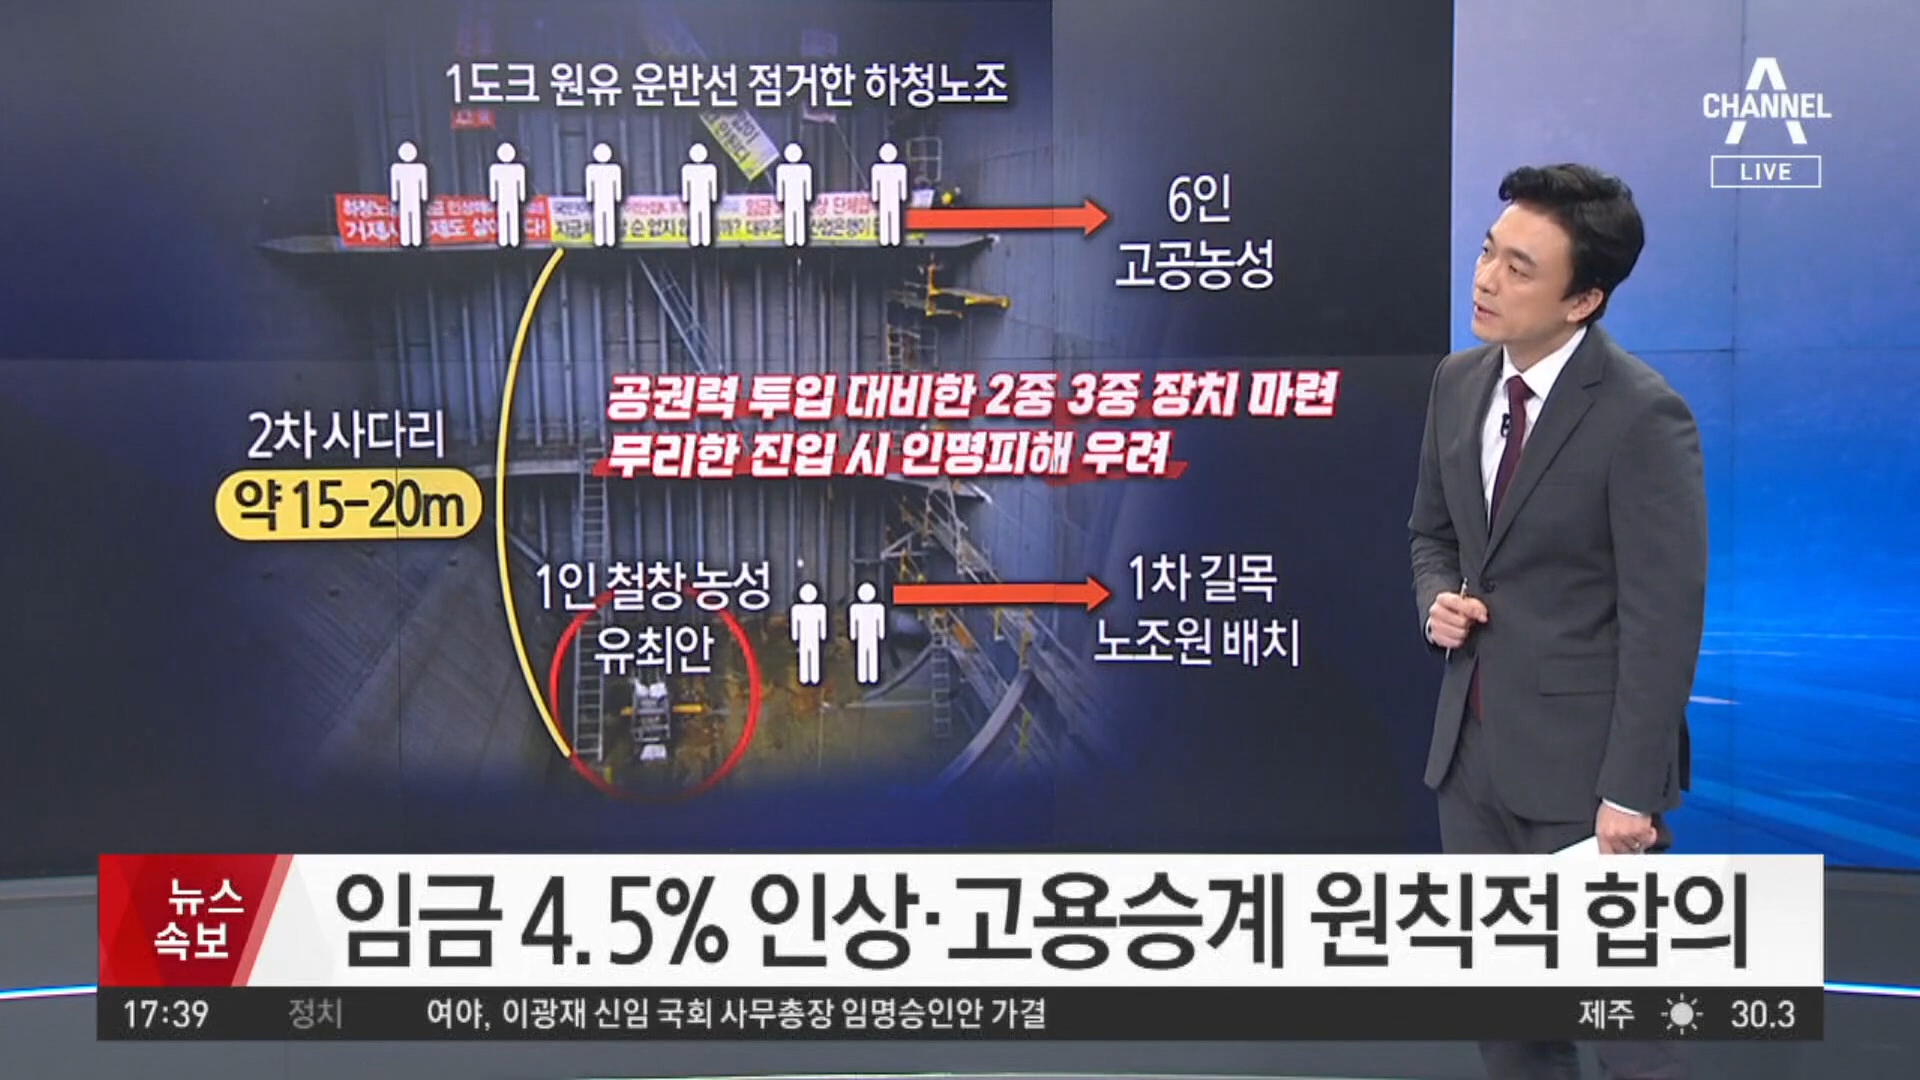 1도크 원유 운반선 점거한 하청노조
CHANNEL A
LIVE
6인
고공농성
공권력 투입 대비한 2중 3중 장치 마련
무리한 진입 시 인명피해 우려
2차 사다리
약 15-20m
1인 철창 농성
유최안
1차 길목
노조원 배치
뉴스
속보
임금 4.5% 인상·고용승계 원칙적 합의
17:39 정치 여야, 이광재 신임 국회 사무총장 임명승인안 가결 제주 30.3